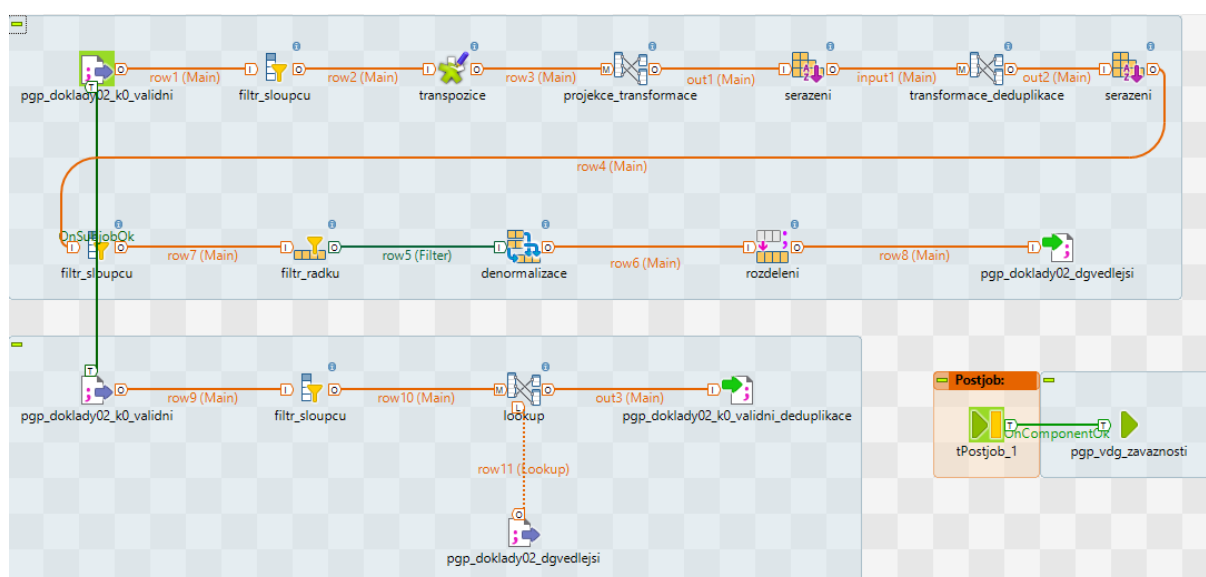 row1 (Main)
row2 (Main)
row3 (Main)
out1 (Main)
input1 (Main)
out2 (Main)
pgp_doklady02_k0_validni
filtr_sloupcu
transpozice
projekce_transformace
serazeni
transformace_deduplikace
serazeni
row4 (Main)
OnSubjobOk
row7 (Main)
row5 (Filter)
row6 (Main)
row8 (Main)
filtr_sloupcu
filtr_radku
denormalizace
rozdeleni
pgp_doklady02_dgvedlejsi
row9 (Main)
row10 (Main)
out3 (Main)
pgp_doklady02_k0_validni
filtr_sloupcu
lookup
pgp_doklady02_k0_validni_deduplikace
row11 (Lookup)
pgp_doklady02_dgvedlejsi
Postjob:
OnComponentOk
tPostjob_1
pgp_vdg_zavaznosti